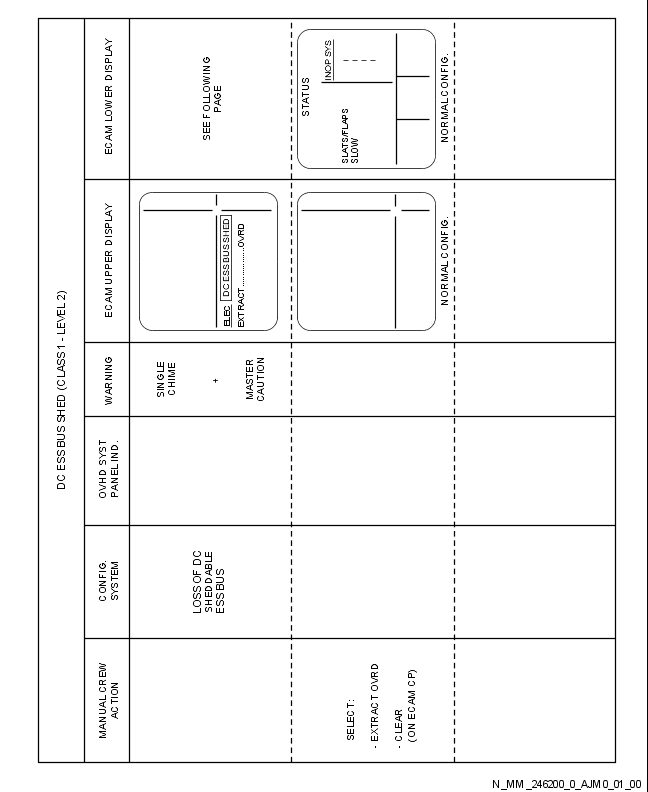 DC ESS BUS SHED (CLASS 1 - LEVEL 2)
MANUAL CREW
ACTION
CONFIG.
SYSTEM
OVHD SYST
PANEL IND.
WARNING
ECAM UPPER DISPLAY
ECAM LOWER DISPLAY
LOSS OF DC
SHEDDABLE
ESS BUS
SINGLE
CHIME
+
MASTER
CAUTION
ELEC DC ESS BUS SHED
EXTRACT...............OVRD
SEE FOLLOWING
PAGE
SELECT:
- EXTRACT OVRD
- CLEAR
(ON ECAM CP)
NORMAL CONFIG.
STATUS
INOP SYS
- - - -
SLATS/FLAPS
SLOW
NORMAL CONFIG.
N_MM_246200_0_AJM0_01_00